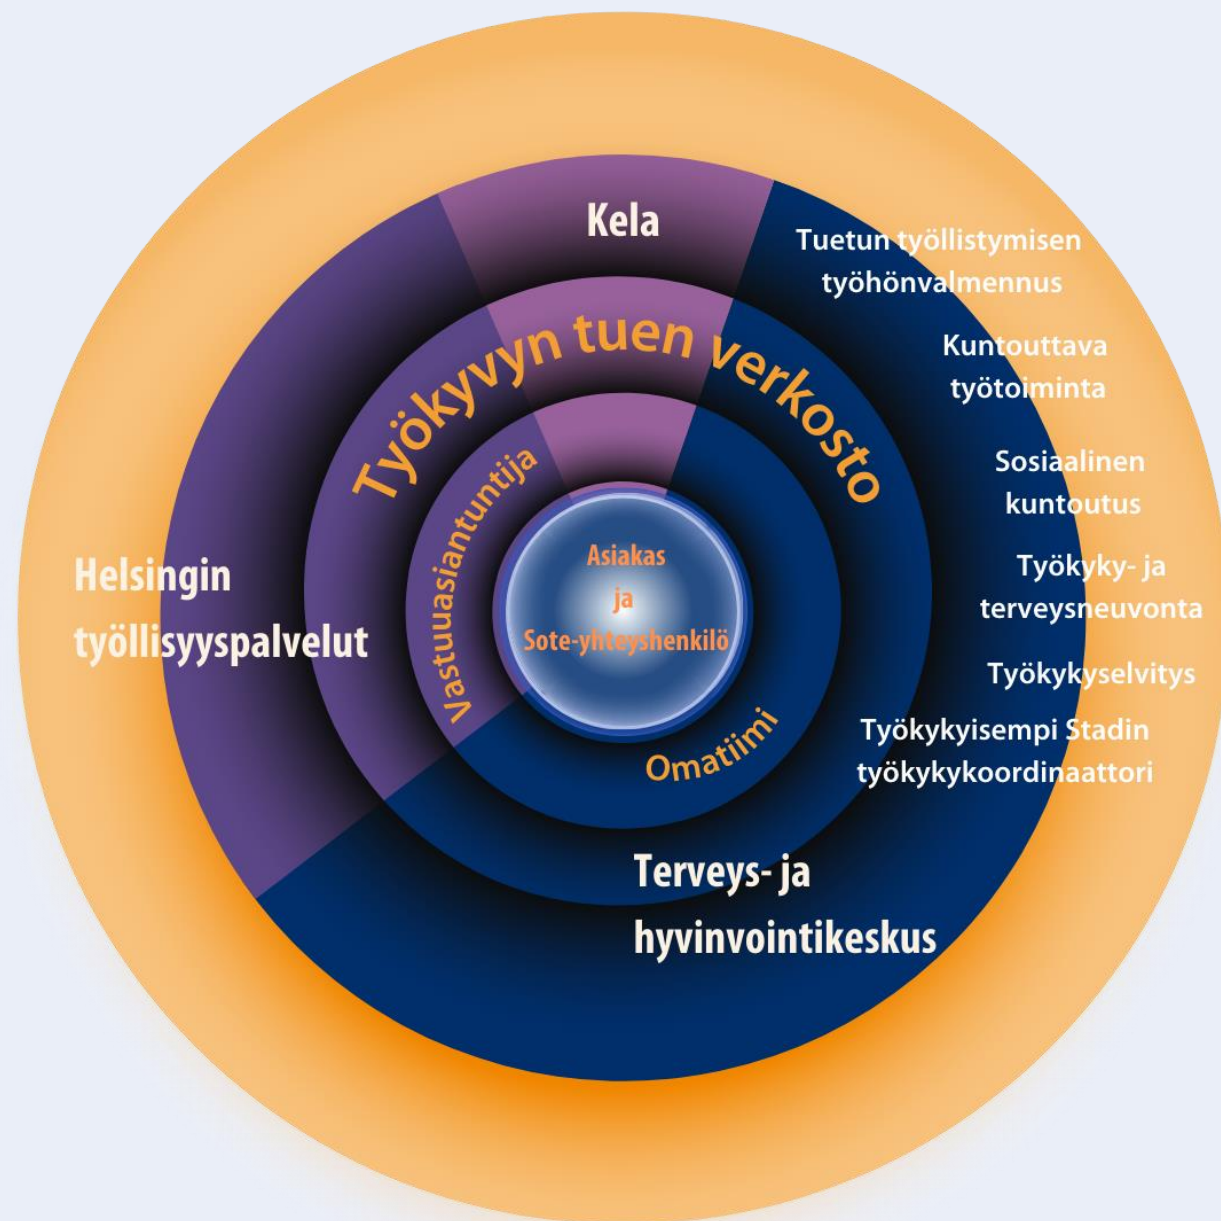 Kela
Tuetun työllistymisen
työhönvalmennus
Työkyvyn tuen verkosto
Kuntouttava
työtoiminta
Vastuuasiantuntija
Sosiaalinen
kuntoutus
Helsingin
työllisyyspalvelut
Asiakas
ja
Sote-yhteyshenkilö
Työkyky- ja
terveysneuvonta
Työkykyselvitys
Omatiimi
Työkykyisempi Stadin
työkykykoordinaattori
Terveys- ja
hyvinvointikeskus